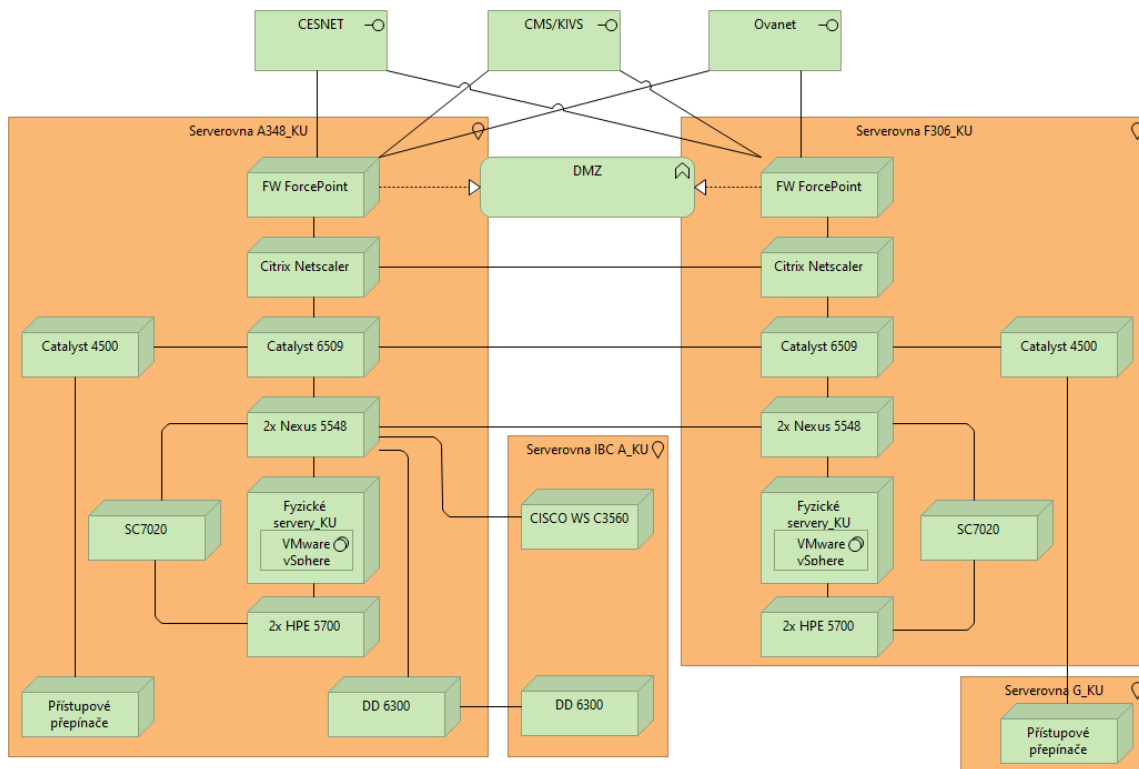 CESNET
CMS/KIVS
Ovanet
Serverovna A348_KU
Serverovna F306_KU
FW ForcePoint
DMZ
FW ForcePoint
Citrix Netscaler
Citrix Netscaler
Catalyst 4500
Catalyst 6509
Catalyst 6509
Catalyst 4500
2x Nexus 5548
2x Nexus 5548
Serverovna IBC A_KU
SC7020
Fyzické
servery_KU
VMware
vSphere
CISCO WS C3560
Fyzické
servery_KU
VMware
vSphere
SC7020
2x HPE 5700
2x HPE 5700
Přístupové
přepínače
DD 6300
DD 6300
Serverovna G_KU
Přístupové
přepínače